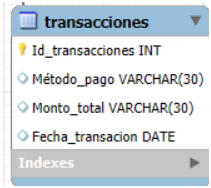 transacciones
Id_transacciones INT
Método_pago VARCHAR(30)
Monto_total VARCHAR(30)
Fecha_transacion DATE
Indexes